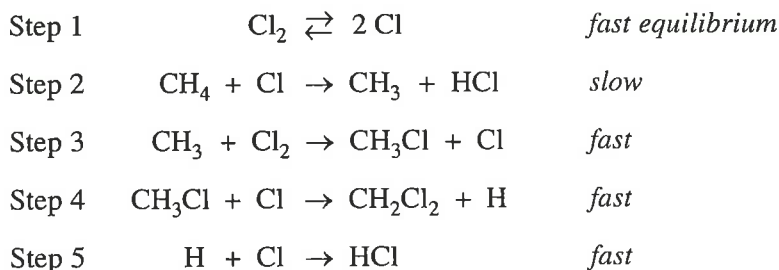 Step 1 Cl₂ ⇄ 2 Cl fast equilibrium
Step 2 CH₄ + Cl → CH₃ + HCl slow
Step 3 CH₃ + Cl₂ → CH₃Cl + Cl fast
Step 4 CH₃Cl + Cl → CH₂Cl₂ + H fast
Step 5 H + Cl → HCl fast